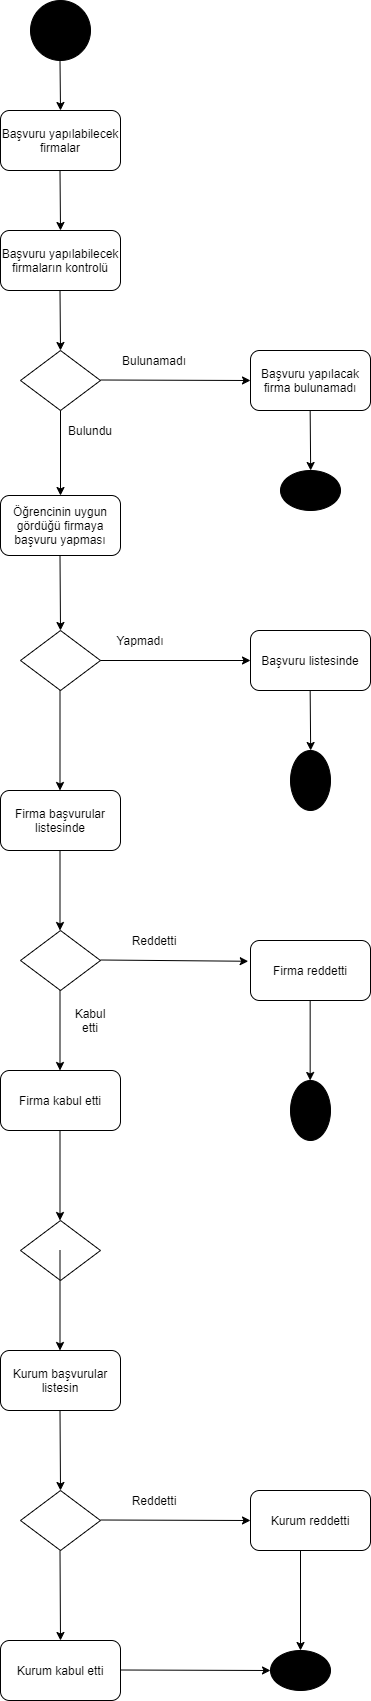 Başvuru yapılabilecek
firmalar
Başvuru yapılabilecek
firmaların kontrolü
Bulunamadı
Başvuru yapılacak
firma bulunamadı
Bulundu
Öğrencinin uygun
gördüğü firmaya
başvuru yapması
Yapmadı
Başvuru listesinde
Firma başvurular
listesinde
Reddetti
Firma reddetti
Kabul
etti
Firma kabul etti
Kurum başvurular
listesin
Reddetti
Kurum reddetti
Kurum kabul etti